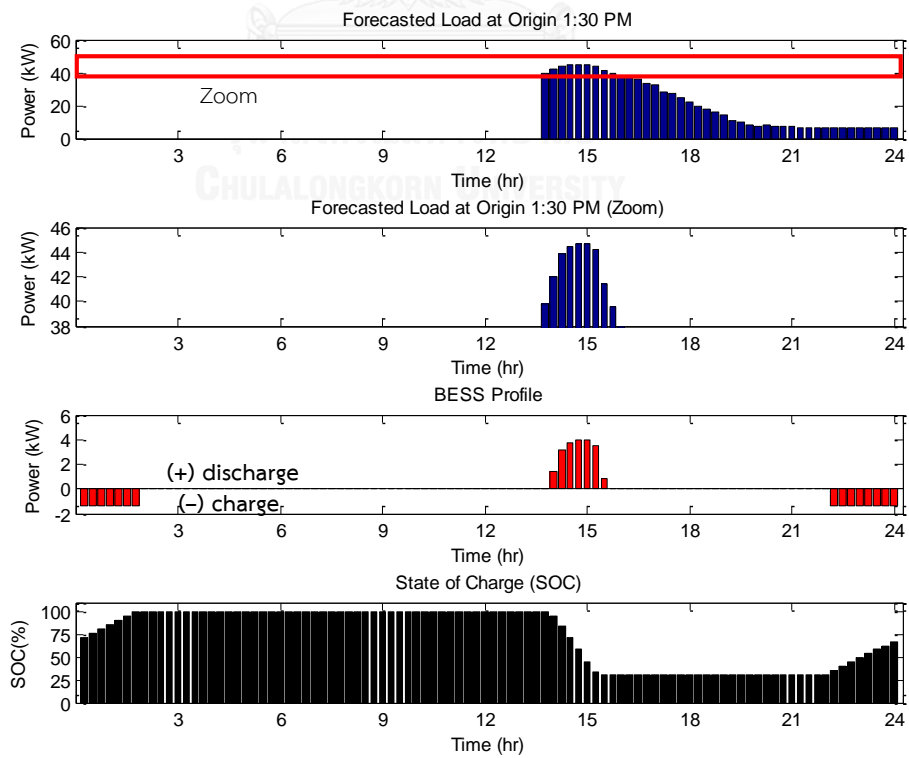 Forecasted Load at Origin 1:30 PM
60
40
20
0
Power (kW)
Zoom
3 6 9 12 15 18 21 24
Time (hr)
CHULALONGKORN UNIVERSITY
Forecasted Load at Origin 1:30 PM (Zoom)
46
44
42
40
38
Power (kW)
3 6 9 12 15 18 21 24
Time (hr)
BESS Profile
6
4
2
0
-2
Power (kW)
(+) discharge
(–) charge
3 6 9 12 15 18 21 24
Time (hr)
State of Charge (SOC)
100
75
50
25
0
SOC(%)
3 6 9 12 15 18 21 24
Time (hr)